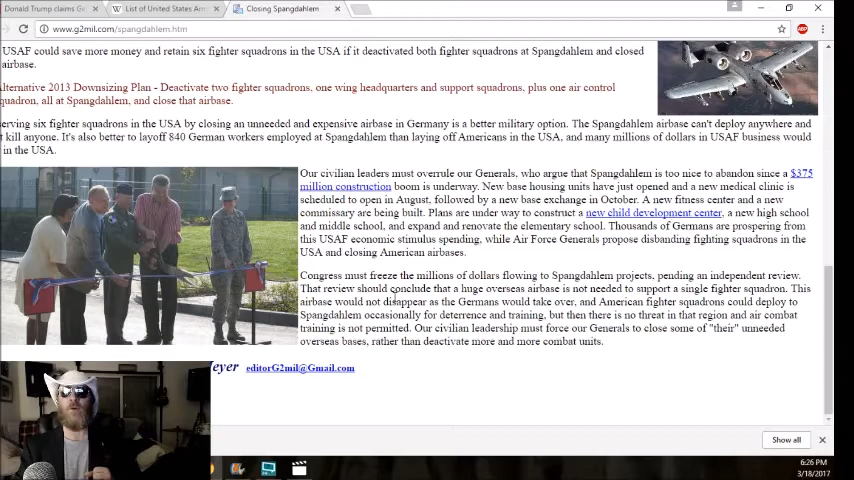 Donald Trump claims Ge
List of United States Arm
Closing Spangdahlem
www.g2mil.com/spangdahlem.htm
ABP
USAF could save more money and retain six fighter squadrons in the USA if it deactivated both fighter squadrons at Spangdahlem and closed
airbase.
lternative 2013 Downsizing Plan - Deactivate two fighter squadrons, one wing headquarters and support squadrons, plus one air control
quadron, all at Spangdahlem, and close that airbase.
erving six fighter squadrons in the USA by closing an unneeded and expensive airbase in Germany is a better military option. The Spangdahlem airbase can't deploy anywhere and
t kill anyone. It's also better to layoff 840 German workers employed at Spangdahlem than laying off Americans in the USA, and many millions of dollars in USAF business would
in the USA.
Our civilian leaders must overrule our Generals, who argue that Spangdahlem is too nice to abandon since a $375
million construction boom is underway. New base housing units have just opened and a new medical clinic is
scheduled to open in August, followed by a new base exchange in October. A new fitness center and a new
commissary are being built. Plans are under way to construct a new child development center, a new high school
and middle school, and expand and renovate the elementary school. Thousands of Germans are prospering from
this USAF economic stimulus spending, while Air Force Generals propose disbanding fighting squadrons in the
USA and closing American airbases.
Congress must freeze the millions of dollars flowing to Spangdahlem projects, pending an independent review.
That review should conclude that a huge overseas airbase is not needed to support a single fighter squadron. This
airbase would not disappear as the Germans would take over, and American fighter squadrons could deploy to
Spangdahlem occasionally for deterrence and training, but then there is no threat in that region and air combat
training is not permitted. Our civilian leadership must force our Generals to close some of "their" unneeded
overseas bases, rather than deactivate more and more combat units.
eyer editorG2mil@Gmail.com
Show all
6:26 PM
3/18/2017